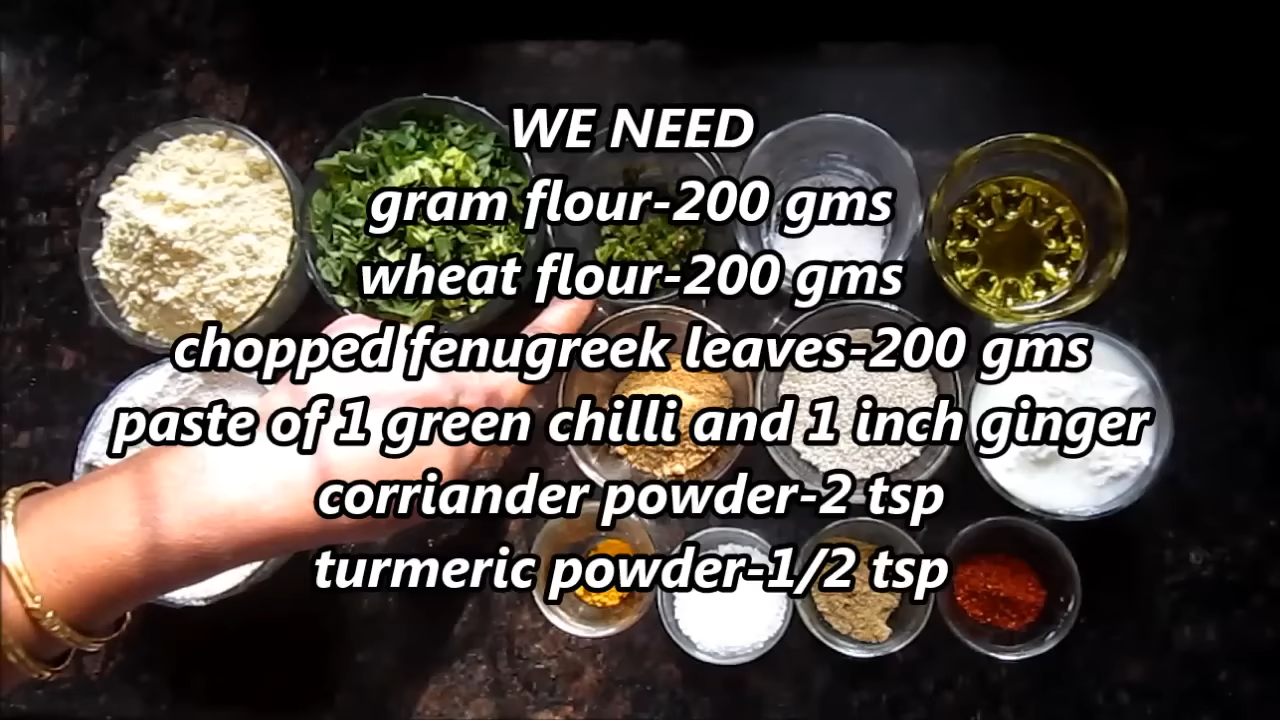 WE NEED
gram flour-200 gms
wheat flour-200 gms
chopped fenugreek leaves-200 gms
paste of 1 green chilli and 1 inch ginger
corriander powder-2 tsp
turmeric powder-1/2 tsp